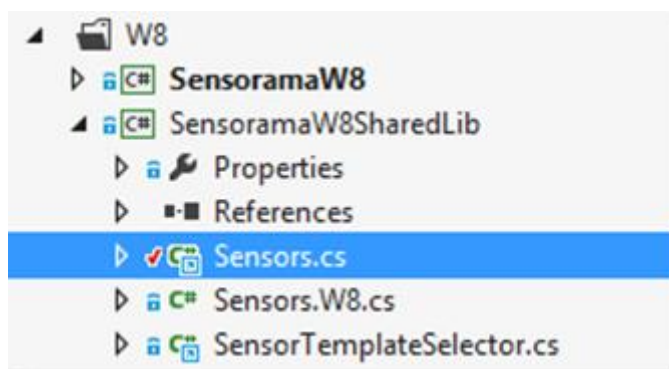 W8
C# SensoramaW8
C# SensoramaW8SharedLib
Properties
References
C# Sensors.cs
C# Sensors.W8.cs
C# SensorTemplateSelector.cs